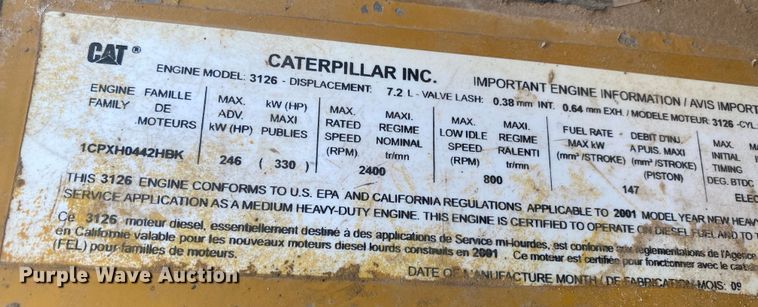 CAT ®
CATERPILLAR INC.
IMPORTANT ENGINE INFORMATION / AVIS IMPORT
ENGINE MODEL: 3126 - DISPLACEMENT: 7.2 L - VALVE LASH: 0.38 mm INT. 0.64 mm EXH. / MODELE MOTEUR: 3126 -CYL.
ENGINE FAMILLE
FAMILY DE
MOTEURS
1CPXH0442HBK
MAX. kW (HP)
ADV. MAXI
kW (HP) PUBLIES
246 ( 330)
MAX. MAXI.
RATED REGIME
SPEED NOMINAL
(RPM) tr/mn
2400
MAX. MAXI.
LOW IDLE REGIME
SPEED RALENTI
(RPM) tr/mn
800
FUEL RATE DEBIT D'INJ.
MAX kW A PUIS. MAXI
(mm³ /STROKE) (mm³ /STROKE)
(PISTON)
147
MAX. M
INITIAL
TIMING
DEG. BTDC
ELEC
THIS 3126 ENGINE CONFORMS TO U.S. EPA AND CALIFORNIA REGULATIONS APPLICABLE TO 2001 MODEL YEAR NEW HEAV
SERVICE APPLICATION AS A MEDIUM HEAVY-DUTY ENGINE. THIS ENGINE IS CERTIFIED TO OPERATE ON DIESEL FUEL AND TO T
Ce 3126 moteur diesel, essentiellement destiné à des applications de Service mi-lourdes, est conforme aux réglementations de l'Agence
en Californie valable pour les nouveaux moteurs diesel lourds construits en 2001 . Ce moteur est certifié pour fonctionner avec le
(FEL) pour familles de moteurs.
DATE OF MANUFACTURE MONTH / DE FABRICATION-MOIS: 09
Purple Wave Auction